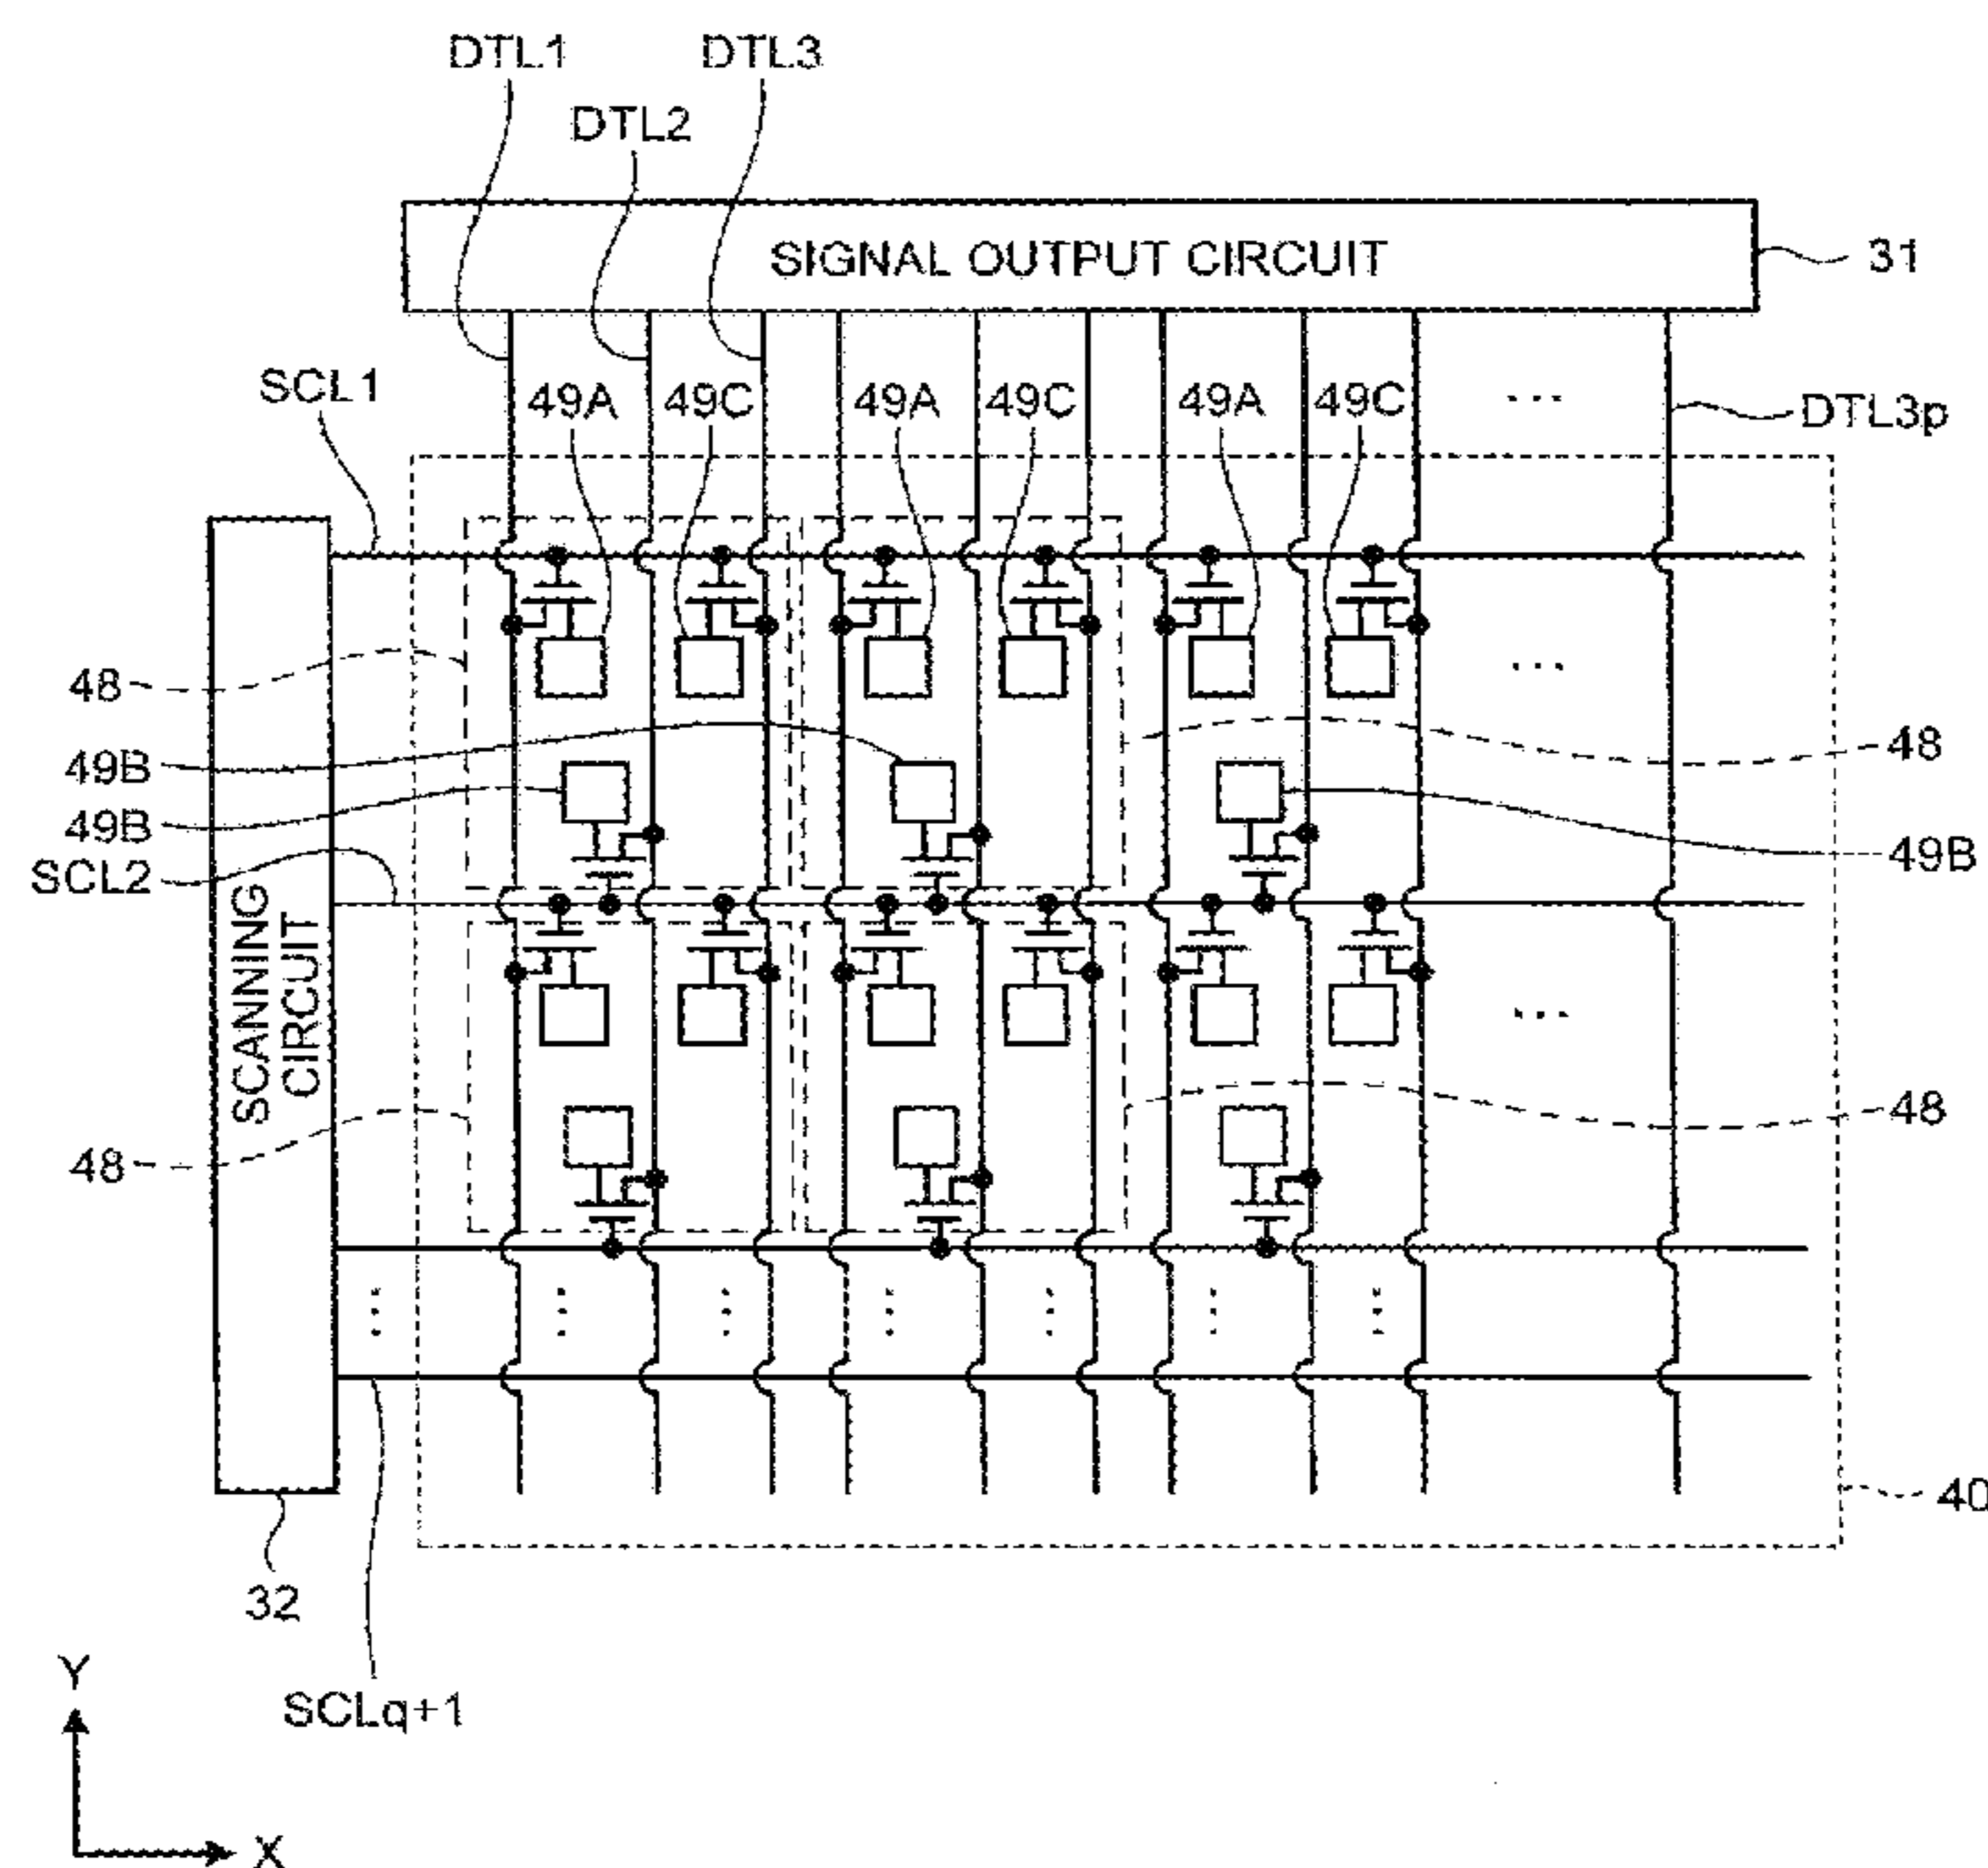 DTL1 DTL3
DTL2
SIGNAL OUTPUT CIRCUIT 31
SCL1 49A 49C 49A 49C 49A 49C ... DTL3p
48 ...
49B 48
49B 49B
SCL2
SCANNING
CIRCUIT
...
48 48
40
32
SCLq+1
Y
X